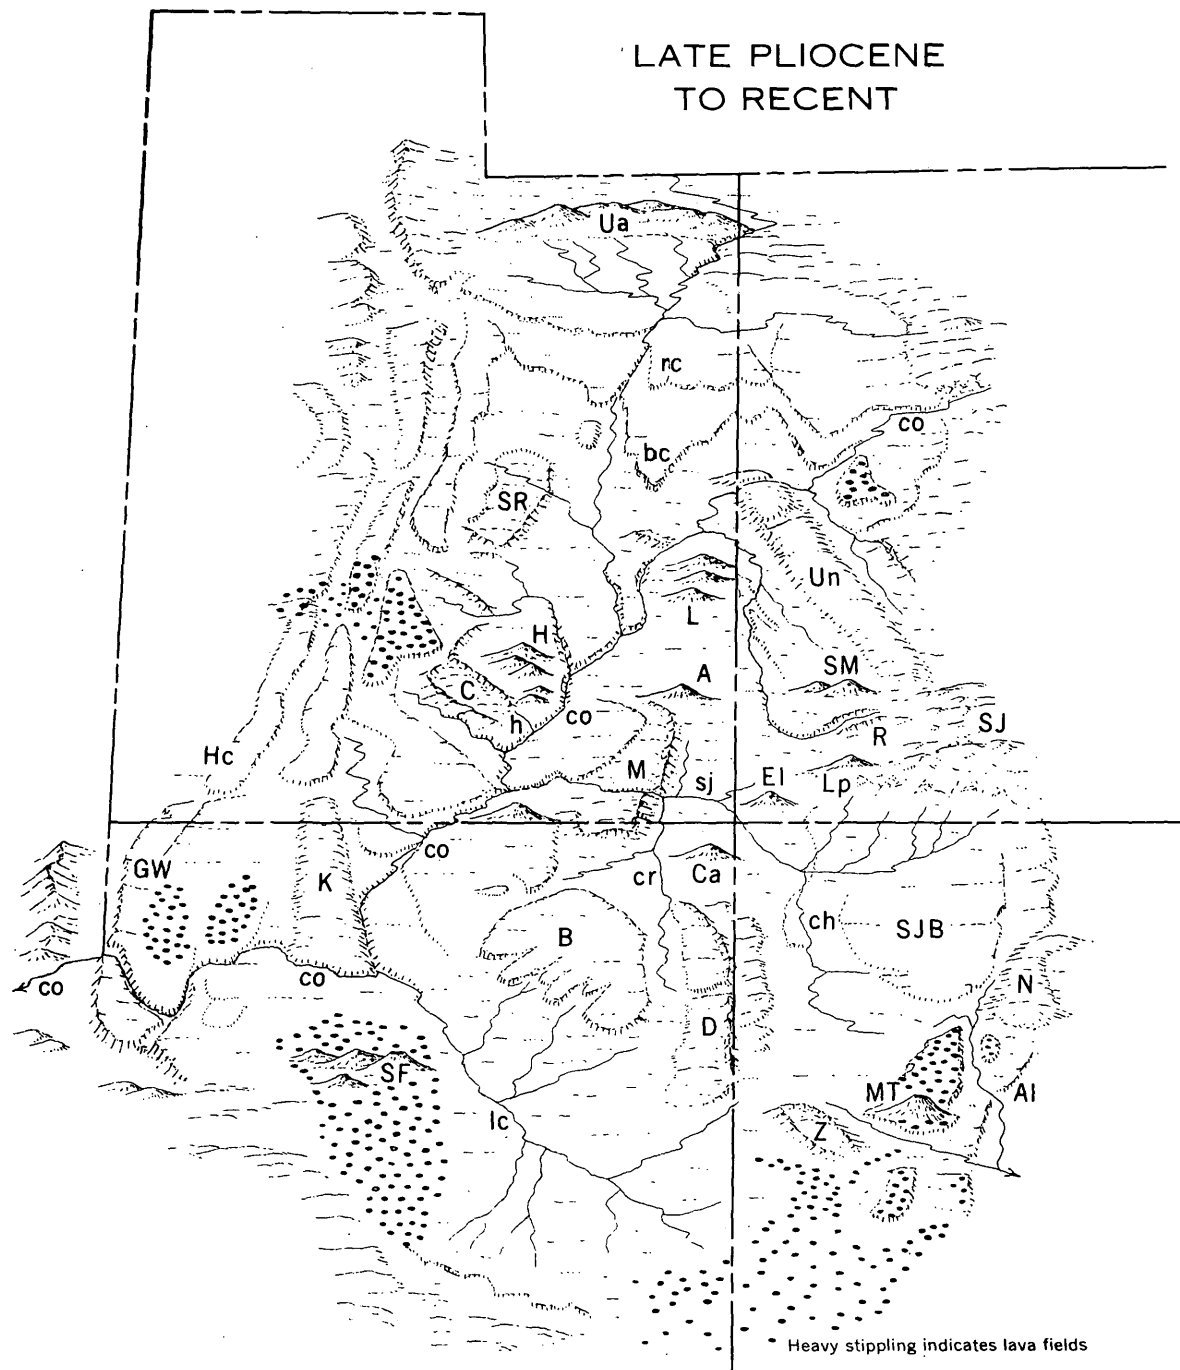 LATE PLIOCENE
TO RECENT
Ua
rc
co
bc
SR
Un
L
H
SM
A
C
co
h
SJ
R
Hc
M
sj
El
Lp
co
GW
K
cr
Ca
B
ch
SJB
co
co
N
D
SF
MT
Al
lc
Z
Heavy stippling indicates lava fields